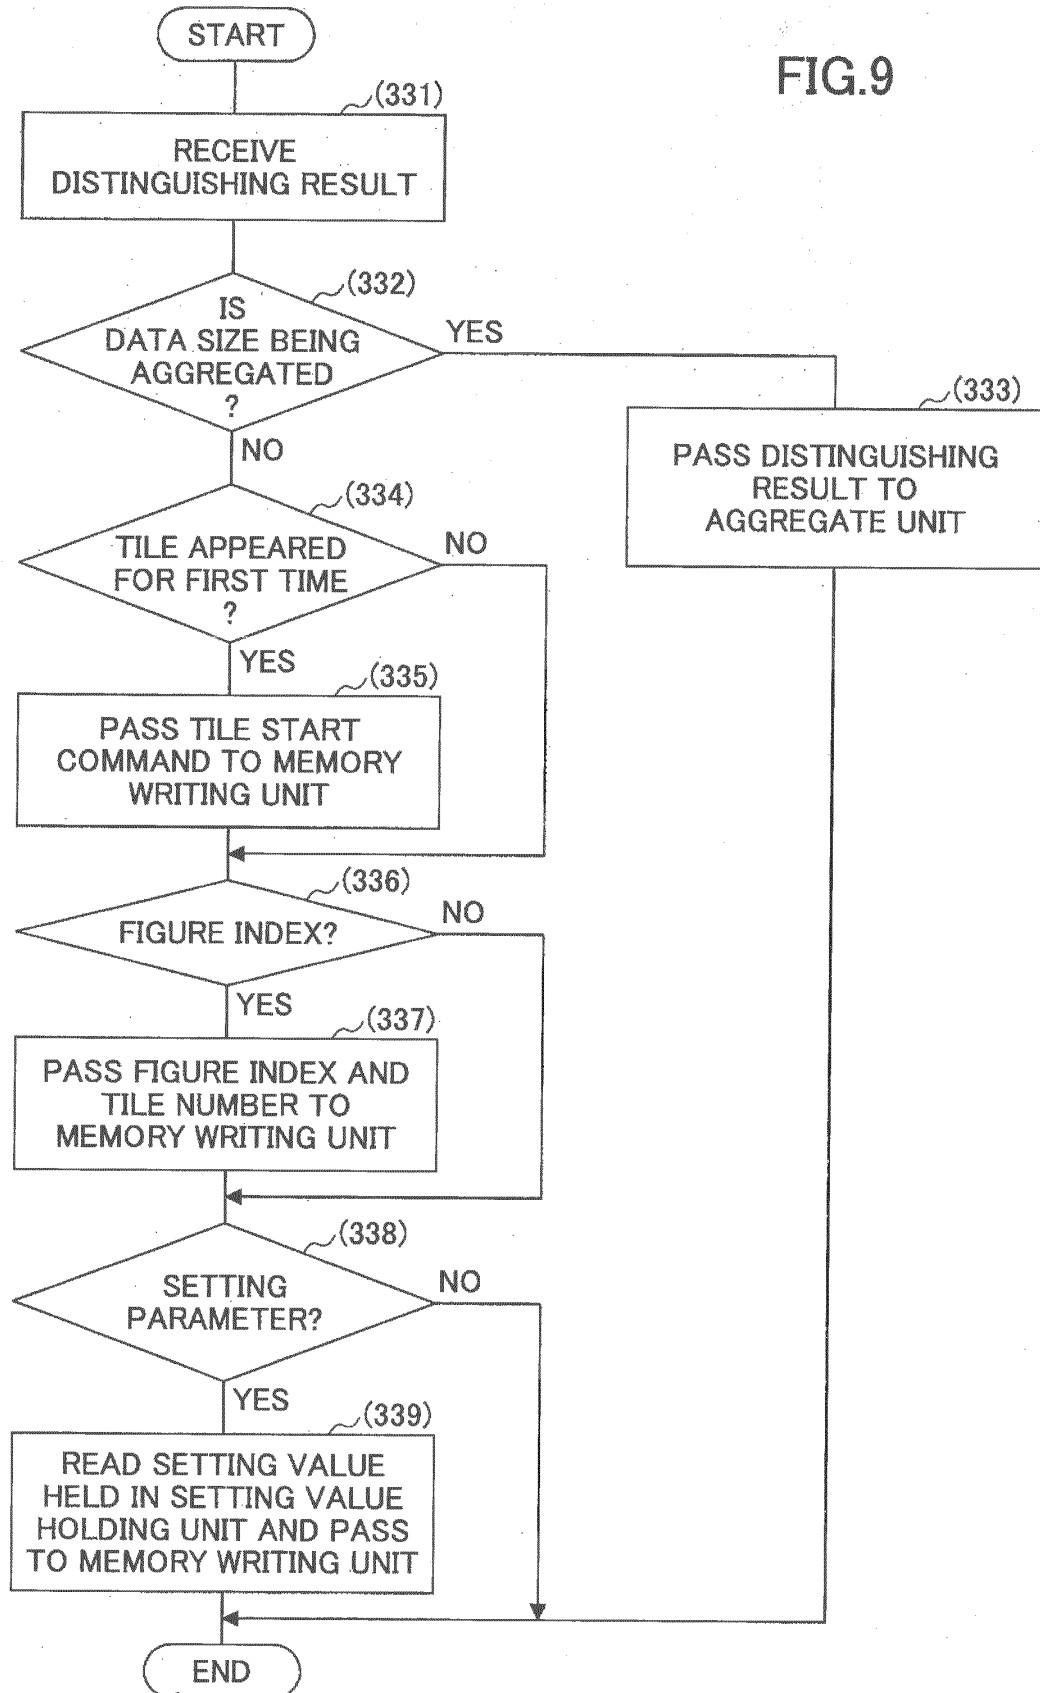 START
FIG.9
(331)
RECEIVE
DISTINGUISHING RESULT
(332)
IS
DATA SIZE BEING
AGGREGATED
?
YES
NO
(333)
PASS DISTINGUISHING
RESULT TO
AGGREGATE UNIT
(334)
TILE APPEARED
FOR FIRST TIME
?
NO
YES
(335)
PASS TILE START
COMMAND TO MEMORY
WRITING UNIT
(336)
FIGURE INDEX?
NO
YES
(337)
PASS FIGURE INDEX AND
TILE NUMBER TO
MEMORY WRITING UNIT
(338)
SETTING
PARAMETER?
NO
YES
(339)
READ SETTING VALUE
HELD IN SETTING VALUE
HOLDING UNIT AND PASS
TO MEMORY WRITING UNIT
END